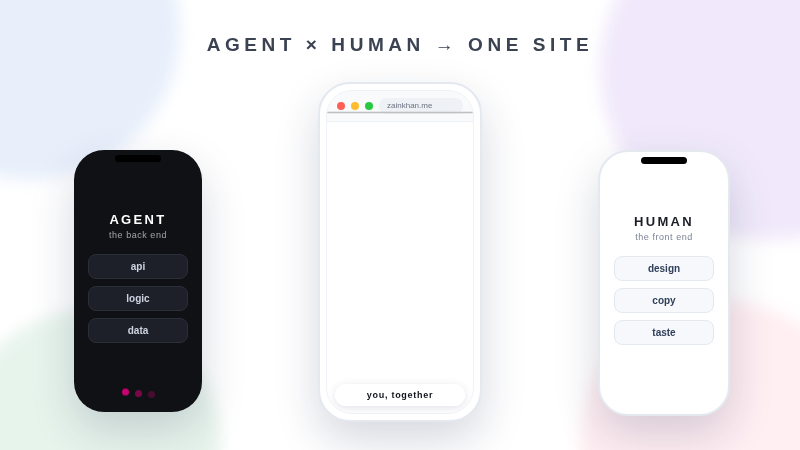 AGENT × HUMAN → ONE SITE
zainkhan.me
AGENT
the back end
api
logic
data
you, together
HUMAN
the front end
design
copy
taste